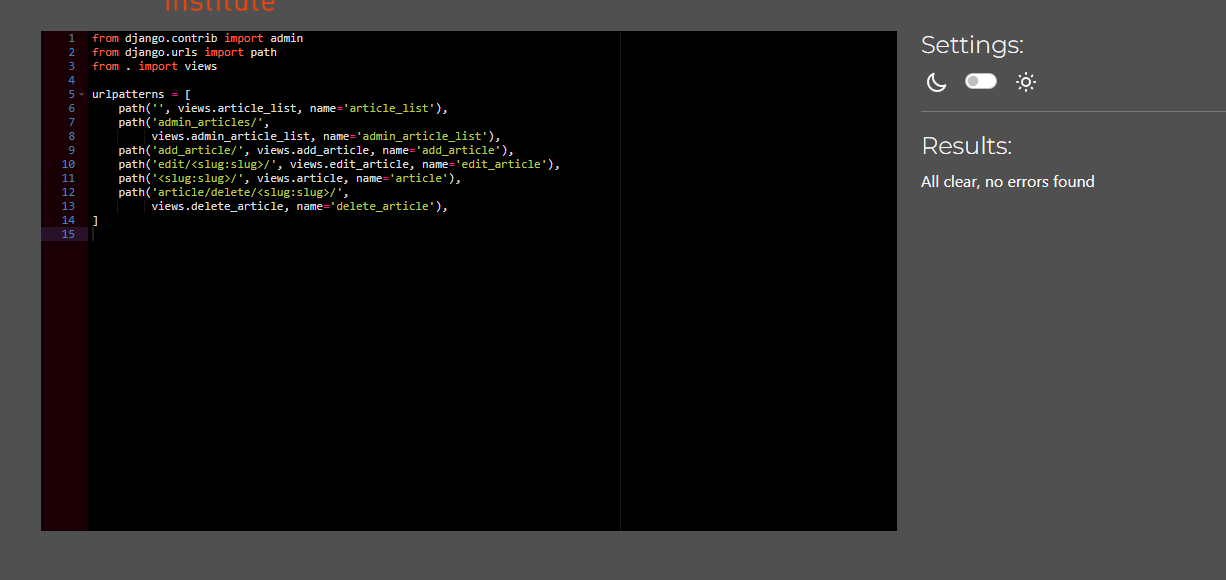 institute
1 from django.contrib import admin
2 from django.urls import path
3 from . import views
4
5 urlpatterns = [
6     path('', views.article_list, name='article_list'),
7     path('admin_articles/',
8          views.admin_article_list, name='admin_article_list'),
9     path('add_article/', views.add_article, name='add_article'),
10     path('edit/<slug:slug>/', views.edit_article, name='edit_article'),
11     path('<slug:slug>/', views.article, name='article'),
12     path('article/delete/<slug:slug>/',
13          views.delete_article, name='delete_article'),
14 ]
15
Settings:
Results:
All clear, no errors found